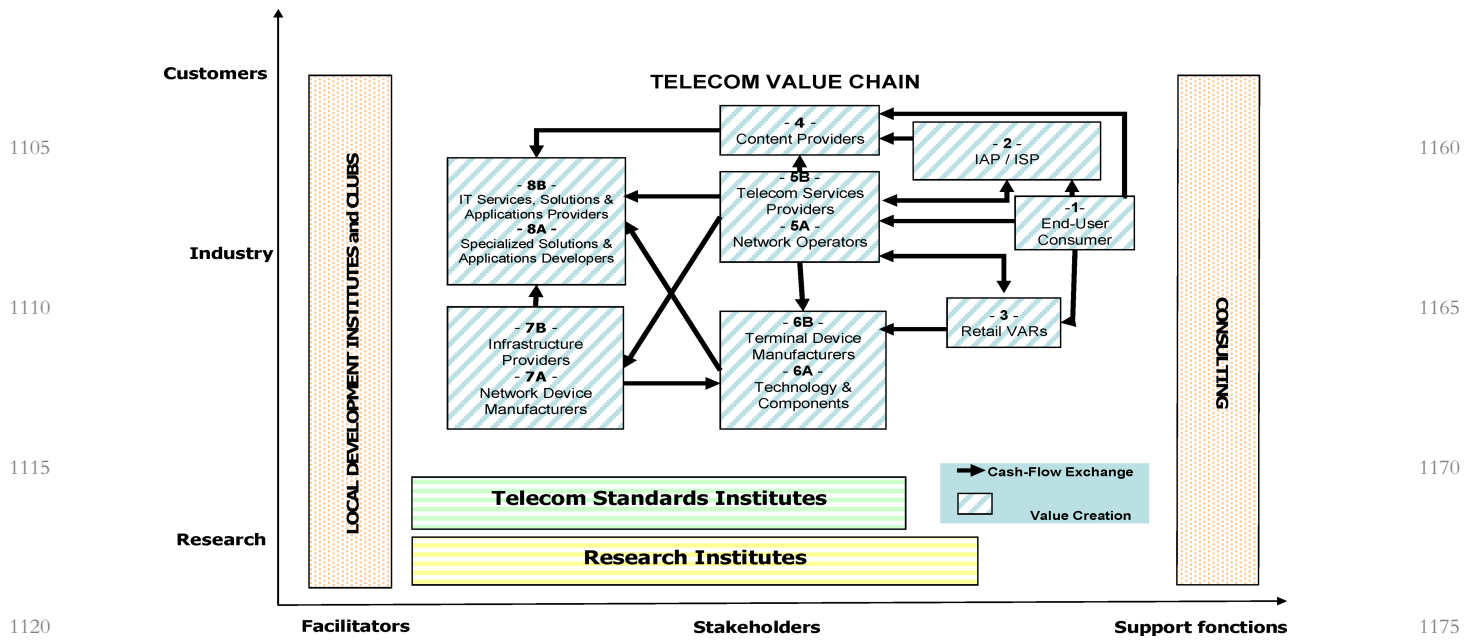 TELECOM VALUE CHAIN
Customers
Industry
Research
LOCAL DEVELOPMENT INSTITUTES and CLUBS
- 4 -
Content Providers
- 2 -
IAP / ISP
- 8B -
IT Services, Solutions &
Applications Providers
- 8A -
Specialized Solutions &
Applications Developers
- 5B -
Telecom Services
Providers
- 5A -
Network Operators
-1-
End-User
Consumer
- 7B -
Infrastructure
Providers
- 7A -
Network Device
Manufacturers
- 6B -
Terminal Device
Manufacturers
- 6A -
Technology &
Components
- 3 -
Retail VARs
CONSULTING
Telecom Standards Institutes
Research Institutes
Cash-Flow Exchange
Value Creation
Facilitators
Stakeholders
Support fonctions
1105
1110
1115
1120
1160
1165
1170
1175